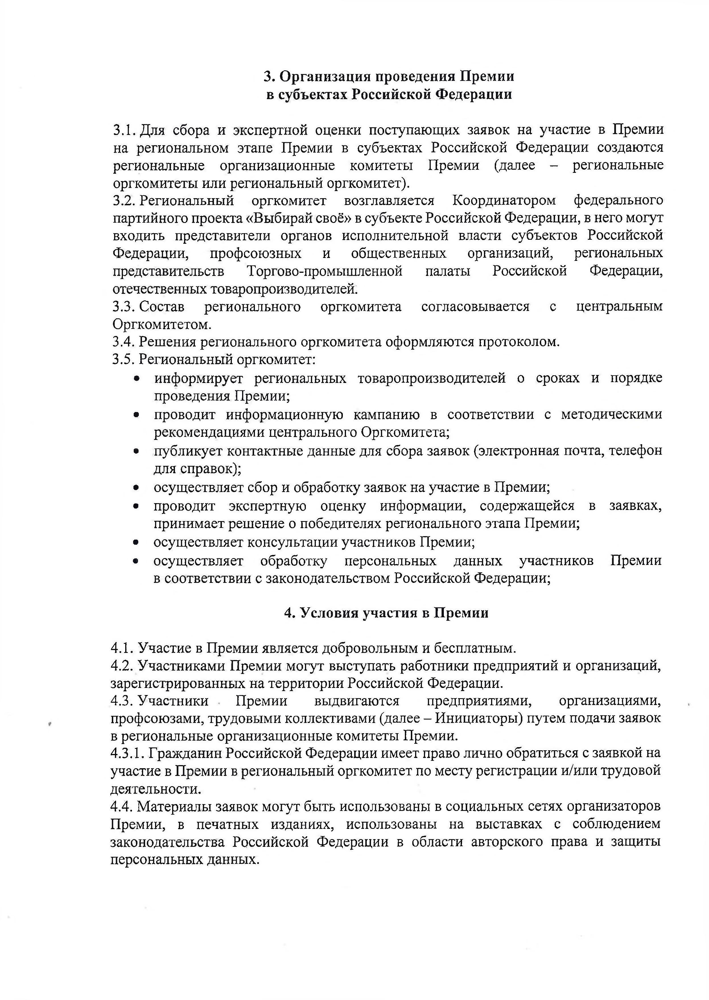 3. Организация проведения Премии
в субъектах Российской Федерации
3.1. Для сбора и экспертной оценки поступающих заявок на участие в Премии
на региональном этапе Премии в субъектах Российской Федерации создаются
региональные организационные комитеты Премии (далее – региональные
оргкомитеты или региональный оргкомитет).
3.2. Региональный оргкомитет возглавляется Координатором федерального
партийного проекта «Выбирай своё» в субъекте Российской Федерации, в него могут
входить представители органов исполнительной власти субъектов Российской
Федерации, профсоюзных и общественных организаций, региональных
представительств Торгово-промышленной палаты Российской Федерации,
отечественных товаропроизводителей.
3.3. Состав регионального оргкомитета согласовывается с центральным
Оргкомитетом.
3.4. Решения регионального оргкомитета оформляются протоколом.
3.5. Региональный оргкомитет:
• информирует региональных товаропроизводителей о сроках и порядке
проведения Премии;
• проводит информационную кампанию в соответствии с методическими
рекомендациями центрального Оргкомитета;
• публикует контактные данные для сбора заявок (электронная почта, телефон
для справок);
• осуществляет сбор и обработку заявок на участие в Премии;
• проводит экспертную оценку информации, содержащейся в заявках,
принимает решение о победителях регионального этапа Премии;
• осуществляет консультации участников Премии;
• осуществляет обработку персональных данных участников Премии
в соответствии с законодательством Российской Федерации;
4. Условия участия в Премии
4.1. Участие в Премии является добровольным и бесплатным.
4.2. Участниками Премии могут выступать работники предприятий и организаций,
зарегистрированных на территории Российской Федерации.
4.3. Участники Премии выдвигаются предприятиями, организациями,
профсоюзами, трудовыми коллективами (далее – Инициаторы) путем подачи заявок
в региональные организационные комитеты Премии.
4.3.1. Гражданин Российской Федерации имеет право лично обратиться с заявкой на
участие в Премии в региональный оргкомитет по месту регистрации и/или трудовой
деятельности.
4.4. Материалы заявок могут быть использованы в социальных сетях организаторов
Премии, в печатных изданиях, использованы на выставках с соблюдением
законодательства Российской Федерации в области авторского права и защиты
персональных данных.